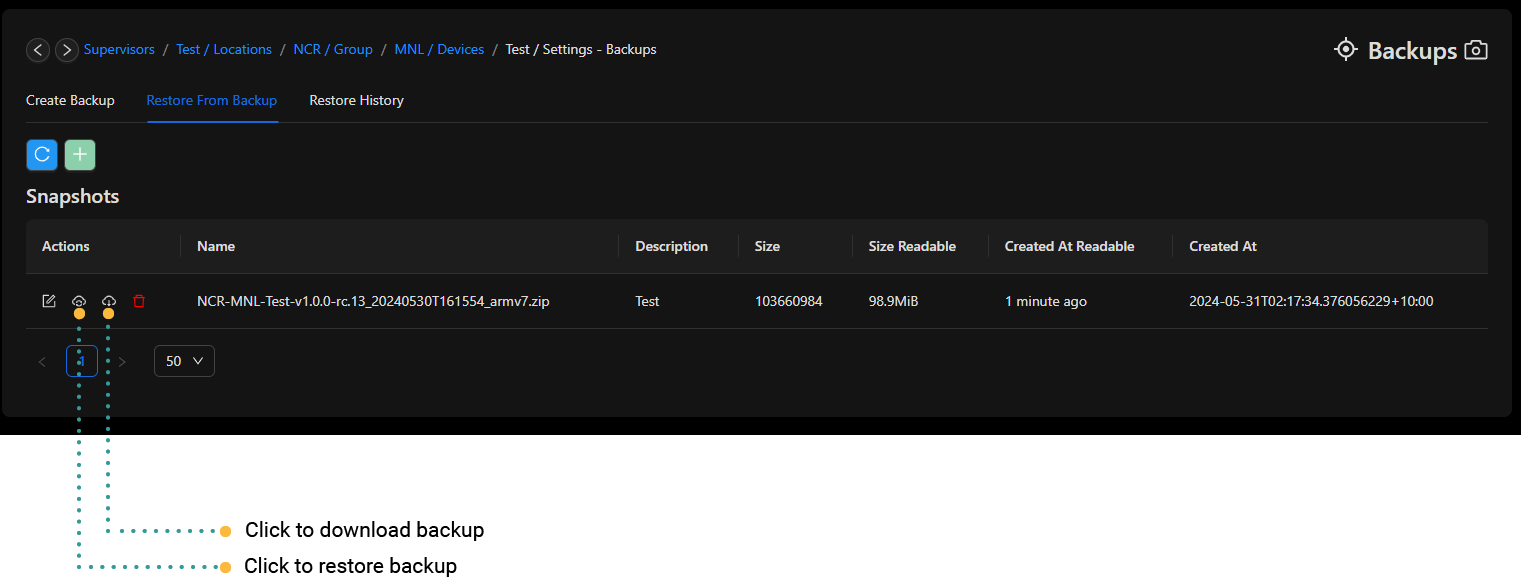 Supervisors / Test / Locations / NCR / Group / MNL / Devices / Test / Settings - Backups
Backups
Create Backup Restore From Backup Restore History
Snapshots
Actions Name Description Size Size Readable Created At Readable Created At
NCR-MNL-Test-v1.0.0-rc.13_20240530T161554_armv7.zip Test 103660984 98.9MiB 1 minute ago 2024-05-31T02:17:34.376056229+10:00
< 1 > 50
Click to download backup
Click to restore backup